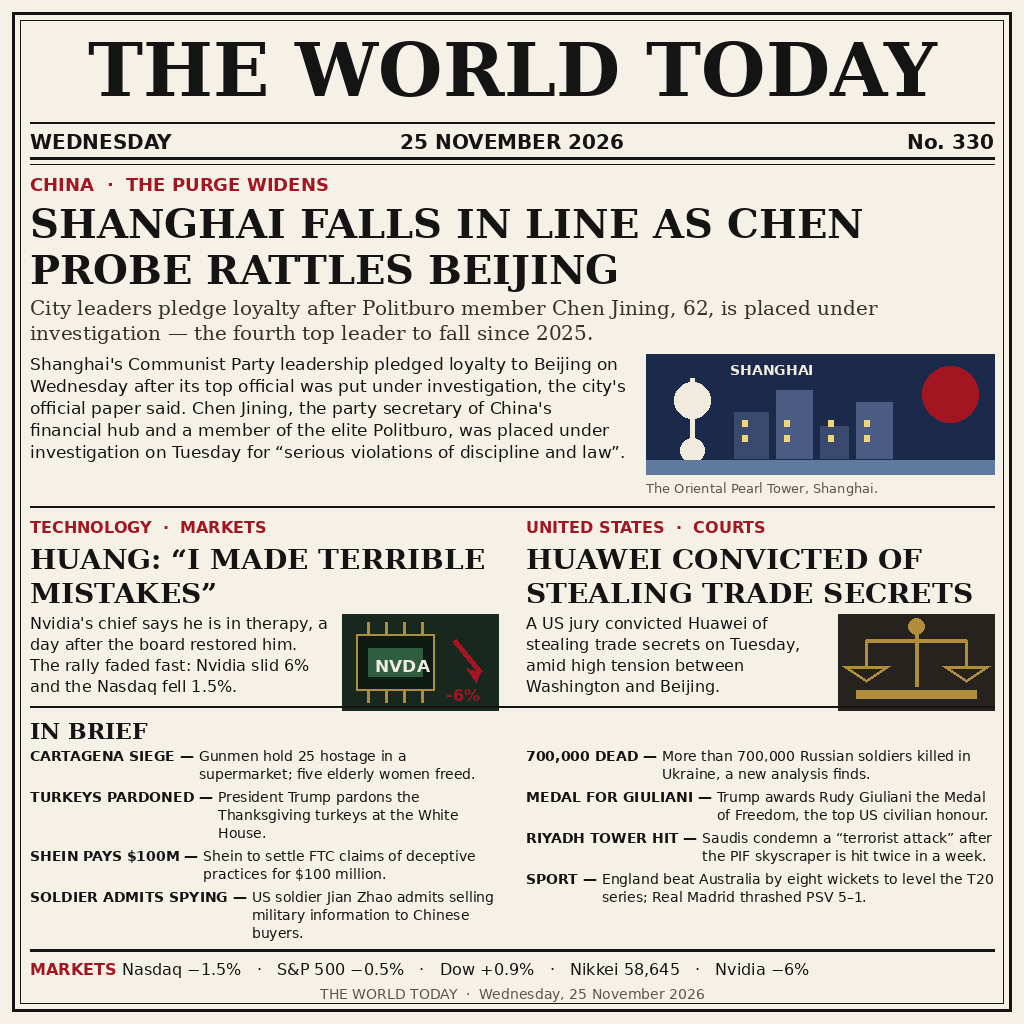 THE WORLD TODAY
WEDNESDAY 25 NOVEMBER 2026 No. 330
CHINA · THE PURGE WIDENS
SHANGHAI FALLS IN LINE AS CHEN
PROBE RATTLES BEIJING
City leaders pledge loyalty after Politburo member Chen Jining, 62, is placed under
investigation — the fourth top leader to fall since 2025.
Shanghai's Communist Party leadership pledged loyalty to Beijing on
Wednesday after its top official was put under investigation, the city's
official paper said. Chen Jining, the party secretary of China's
financial hub and a member of the elite Politburo, was placed under
investigation on Tuesday for “serious violations of discipline and law”.
SHANGHAI
The Oriental Pearl Tower, Shanghai.
TECHNOLOGY · MARKETS
HUANG: “I MADE TERRIBLE
MISTAKES”
Nvidia's chief says he is in therapy, a
day after the board restored him.
The rally faded fast: Nvidia slid 6%
and the Nasdaq fell 1.5%.
NVDA
-6%
UNITED STATES · COURTS
HUAWEI CONVICTED OF
STEALING TRADE SECRETS
A US jury convicted Huawei of
stealing trade secrets on Tuesday,
amid high tension between
Washington and Beijing.
IN BRIEF
CARTAGENA SIEGE — Gunmen hold 25 hostage in a
supermarket; five elderly women freed.
TURKEYS PARDONED — President Trump pardons the
Thanksgiving turkeys at the White
House.
SHEIN PAYS $100M — Shein to settle FTC claims of deceptive
practices for $100 million.
SOLDIER ADMITS SPYING — US soldier Jian Zhao admits selling
military information to Chinese
buyers.
700,000 DEAD — More than 700,000 Russian soldiers killed in
Ukraine, a new analysis finds.
MEDAL FOR GIULIANI — Trump awards Rudy Giuliani the Medal
of Freedom, the top US civilian honour.
RIYADH TOWER HIT — Saudis condemn a “terrorist attack” after
the PIF skyscraper is hit twice in a week.
SPORT — England beat Australia by eight wickets to level the T20
series; Real Madrid thrashed PSV 5–1.
MARKETS Nasdaq −1.5% · S&P 500 −0.5% · Dow +0.9% · Nikkei 58,645 · Nvidia −6%
THE WORLD TODAY · Wednesday, 25 November 2026